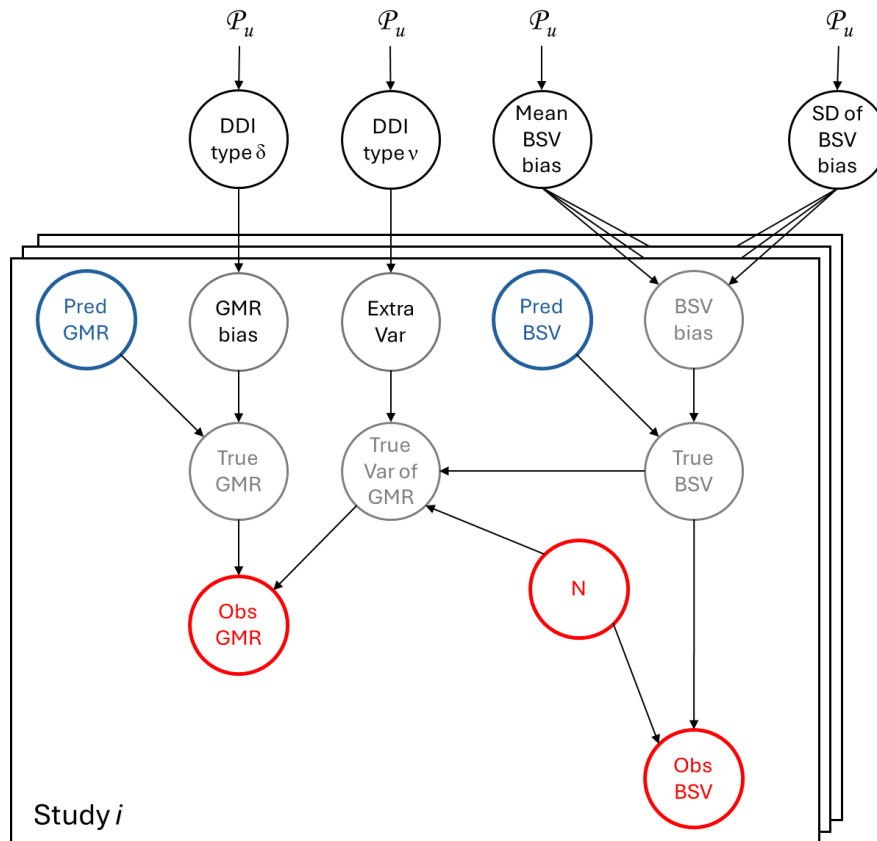 𝒫u
𝒫u
𝒫u
𝒫u
DDI
type δ
DDI
type ν
Mean
BSV
bias
SD of
BSV
bias
Pred
GMR
GMR
bias
Extra
Var
Pred
BSV
BSV
bias
True
GMR
True
Var of
GMR
True
BSV
Obs
GMR
N
Obs
BSV
Study i